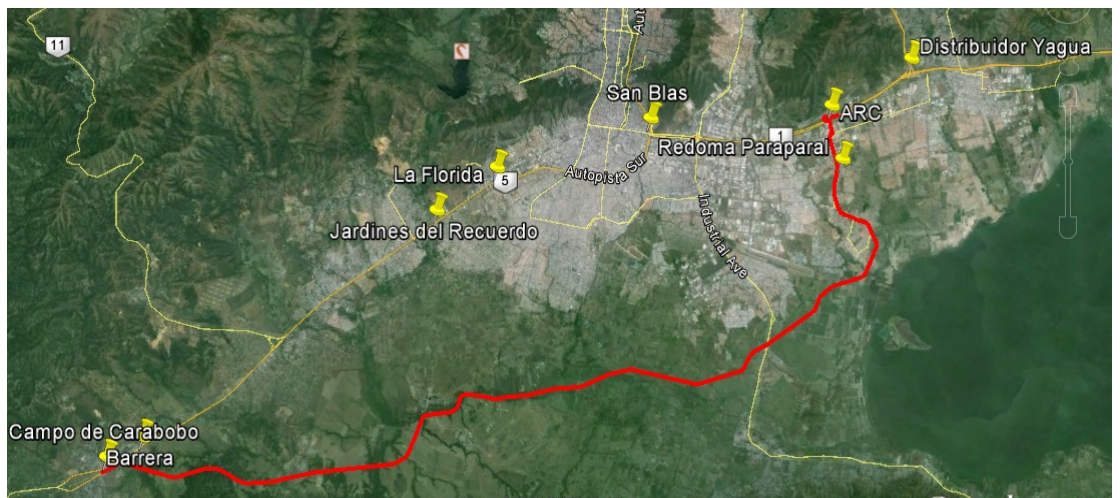 11
Distribuidor Yagua
San Blas
ARC
1
Redoma Paraparal
La Florida
5
Autopista Sur
Jardines del Recuerdo
Industrial Ave
Campo de Carabobo
Barrera